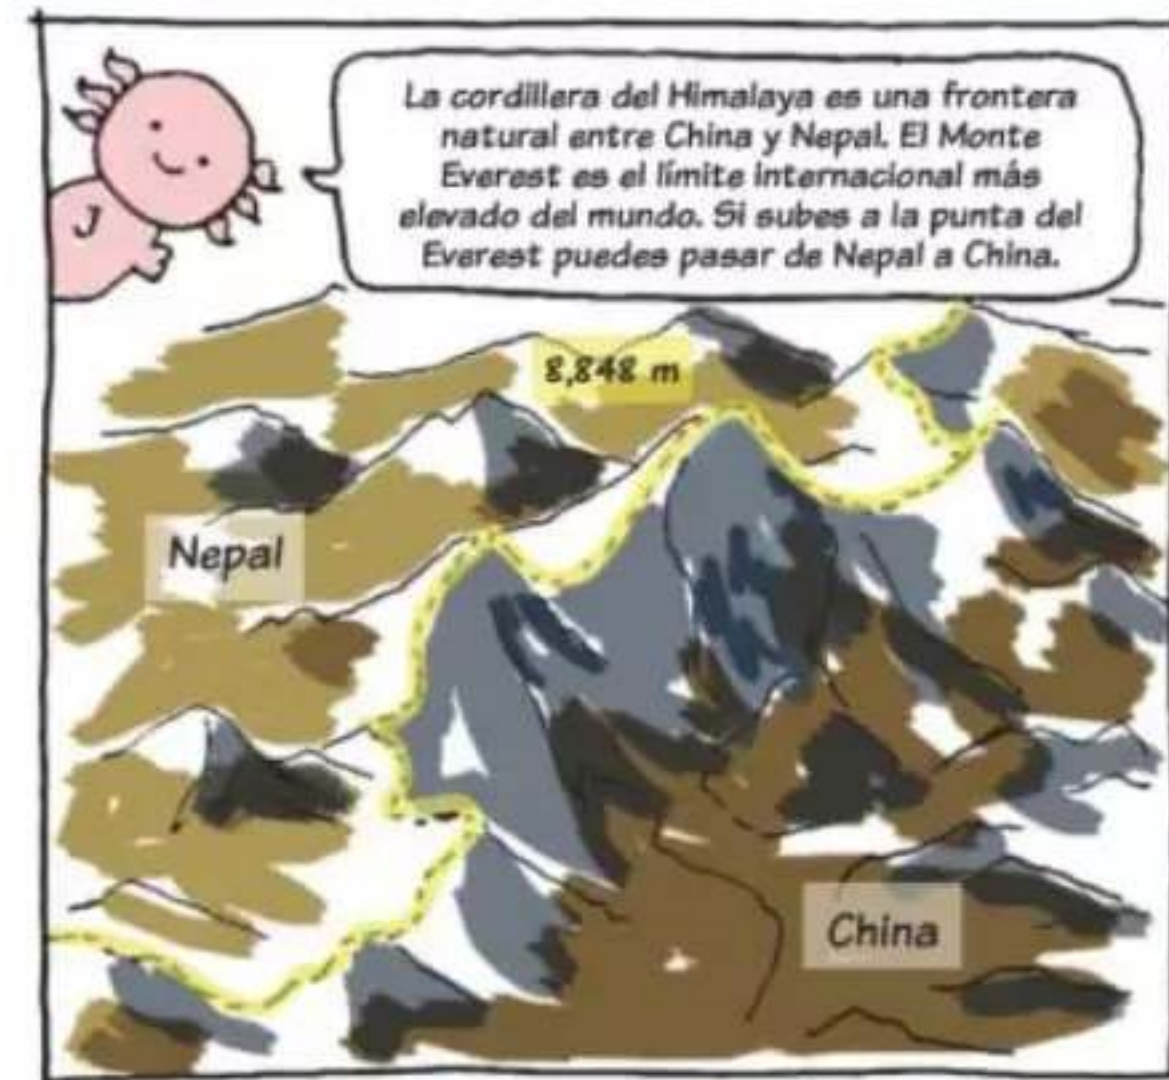 La cordillera del Himalaya es una frontera
natural entre China y Nepal. El Monte
Everest es el límite internacional más
elevado del mundo. Si subes a la punta del
Everest puedes pasar de Nepal a China.
J
8,848 m
Nepal
China